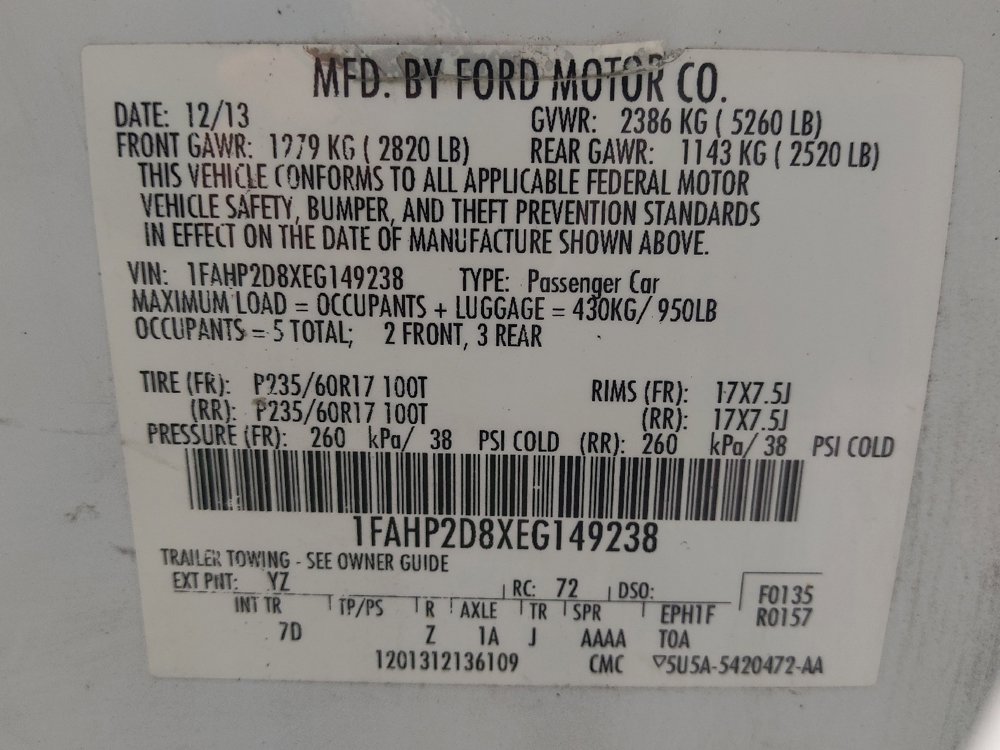 MFD. BY FORD MOTOR CO.
DATE: 12/13 GVWR: 2386 KG ( 5260 LB)
FRONT GAWR: 1279 KG ( 2820 LB) REAR GAWR: 1143 KG ( 2520 LB)
THIS VEHICLE CONFORMS TO ALL APPLICABLE FEDERAL MOTOR
VEHICLE SAFETY, BUMPER, AND THEFT PREVENTION STANDARDS
IN EFFECT ON THE DATE OF MANUFACTURE SHOWN ABOVE.
VIN: 1FAHP2D8XEG149238 TYPE: Passenger Car
MAXIMUM LOAD = OCCUPANTS + LUGGAGE = 430KG/ 950LB
OCCUPANTS = 5 TOTAL; 2 FRONT, 3 REAR
TIRE (FR): P235/60R17 100T RIMS (FR): 17X7.5J
(RR): P235/60R17 100T (RR): 17X7.5J
PRESSURE (FR): 260 kPa/ 38 PSI COLD (RR): 260 kPa/ 38 PSI COLD
1FAHP2D8XEG149238
TRAILER TOWING - SEE OWNER GUIDE
EXT PNT: YZ RC: 72 DSO: F0135
INT TR TP/PS R AXLE TR SPR EPH1F R0157
7D Z 1A J AAAA TOA
1201312136109 CMC ▽5U5A-5420472-AA